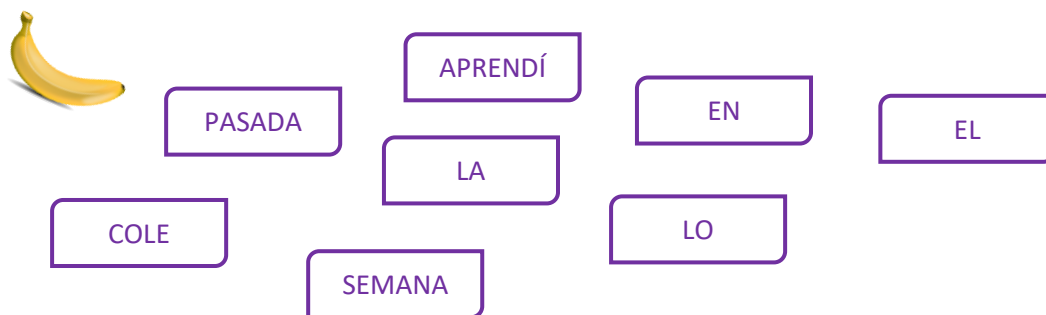 APRENDÍ
PASADA
EN
EL
LA
COLE
LO
SEMANA